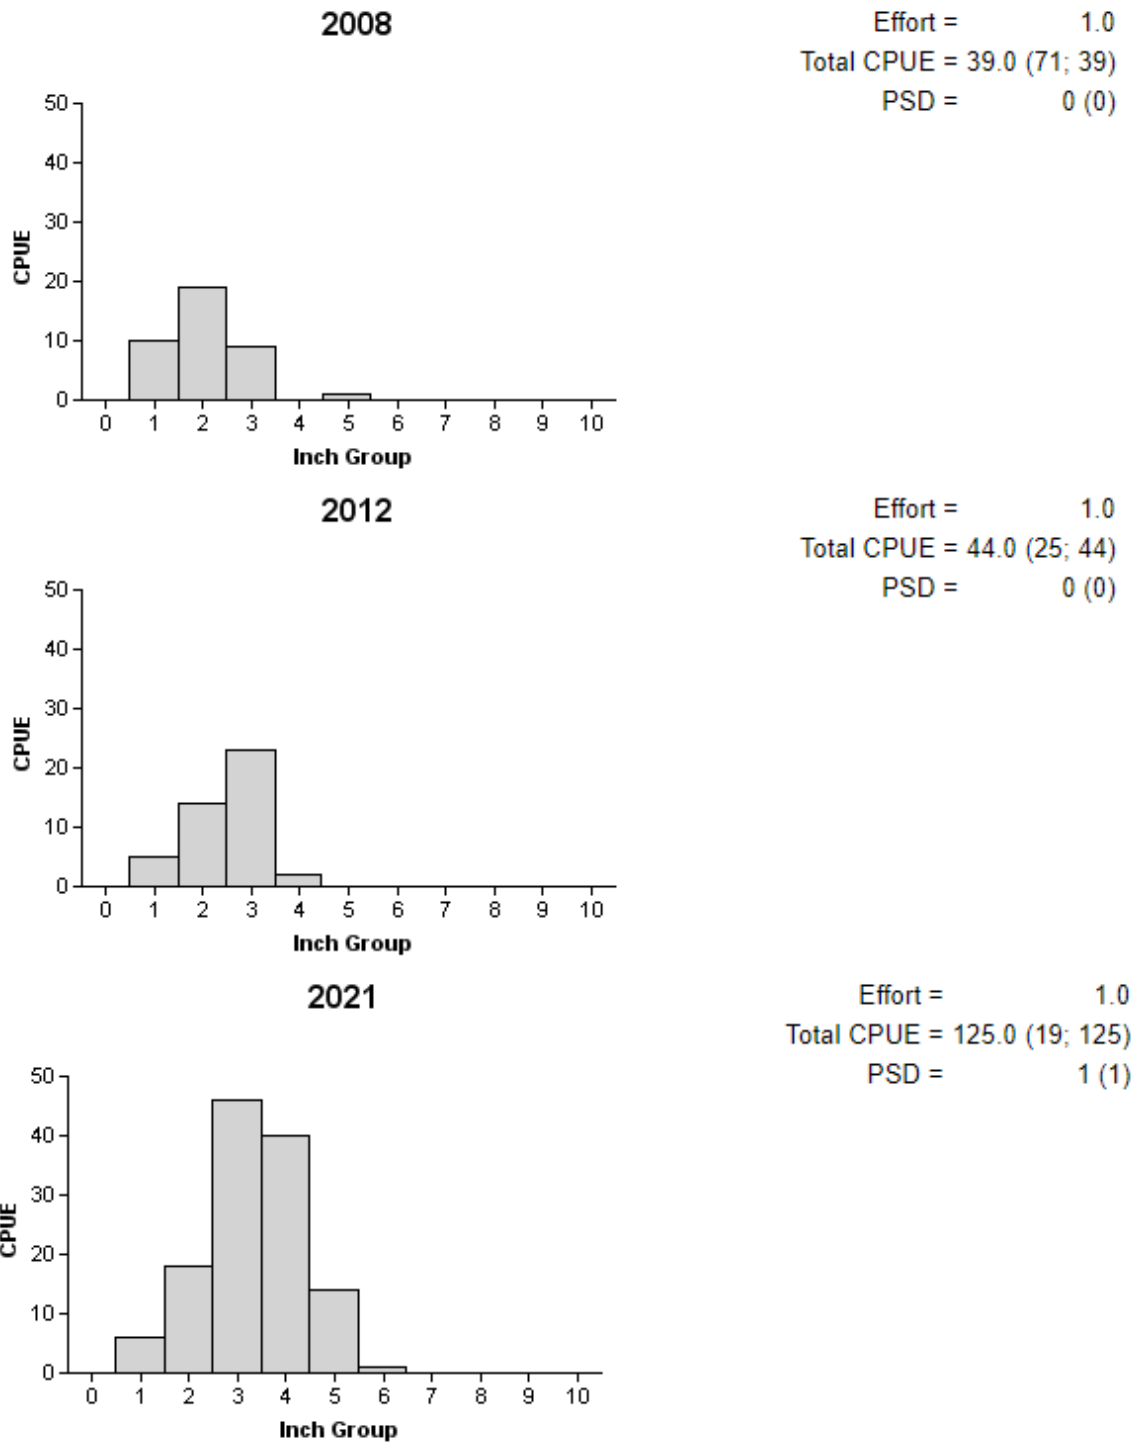 2008
Effort = 1.0
Total CPUE = 39.0 (71; 39)
PSD = 0 (0)
50
40
30
20
10
0
CPUE
0 1 2 3 4 5 6 7 8 9 10
Inch Group
2012
Effort = 1.0
Total CPUE = 44.0 (25; 44)
PSD = 0 (0)
50
40
30
20
10
0
CPUE
0 1 2 3 4 5 6 7 8 9 10
Inch Group
2021
Effort = 1.0
Total CPUE = 125.0 (19; 125)
PSD = 1 (1)
50
40
30
20
10
0
CPUE
0 1 2 3 4 5 6 7 8 9 10
Inch Group